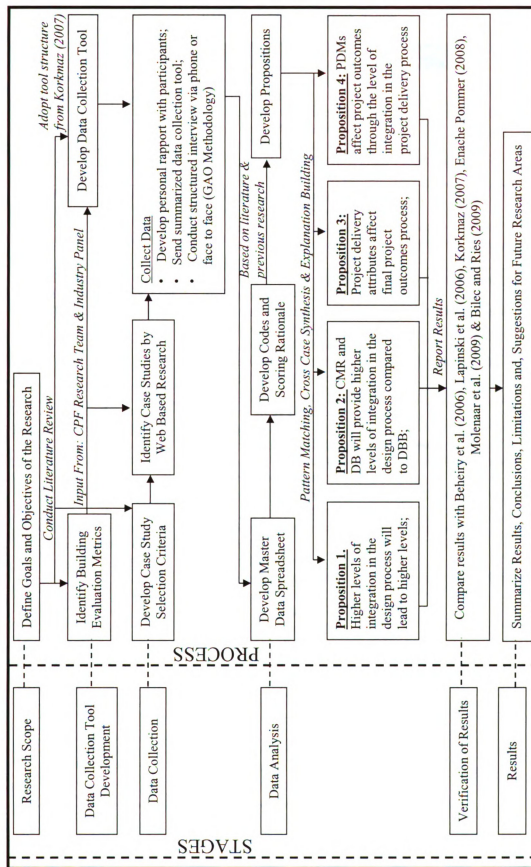 STAGES
PROCESS
Research Scope
Define Goals and Objectives of the Research
Conduct Literature Review
Adopt tool structure
from Korkmaz (2007)
Data Collection Tool
Development
Identify Building
Evaluation Metrics
Input From: CPF Research Team & Industry Panel
Develop Data Collection Tool
Data Collection
Develop Case Study
Selection Criteria
Identify Case Studies by
Web Based Research
Collect Data
• Develop personal rapport with participants;
• Send summarized data collection tool;
• Conduct structured interview via phone or
face to face (GAO Methodology)
Based on literature &
previous research
Data Analysis
Develop Master
Data Spreadsheet
Develop Codes and
Scoring Rationale
Develop Propositions
Pattern Matching, Cross Case Synthesis & Explanation Building
Proposition 1:
Higher levels of
integration in the
design process will
lead to higher levels;
Proposition 2: CMR and
DB will provide higher
levels of integration in the
design process compared
to DBB;
Proposition 3:
Project delivery
attributes affect
final project
outcomes process;
Proposition 4: PDMs
affect project outcomes
through the level of
integration in the
project delivery process
Report Results
Verification of Results
Compare results with Beheiry et al. (2006), Lapinski et al. (2006), Korkmaz (2007), Enache Pommer (2008),
Molenaar et al. (2009) & Bilec and Ries (2009)
Results
Summarize Results, Conclusions, Limitations and, Suggestions for Future Research Areas